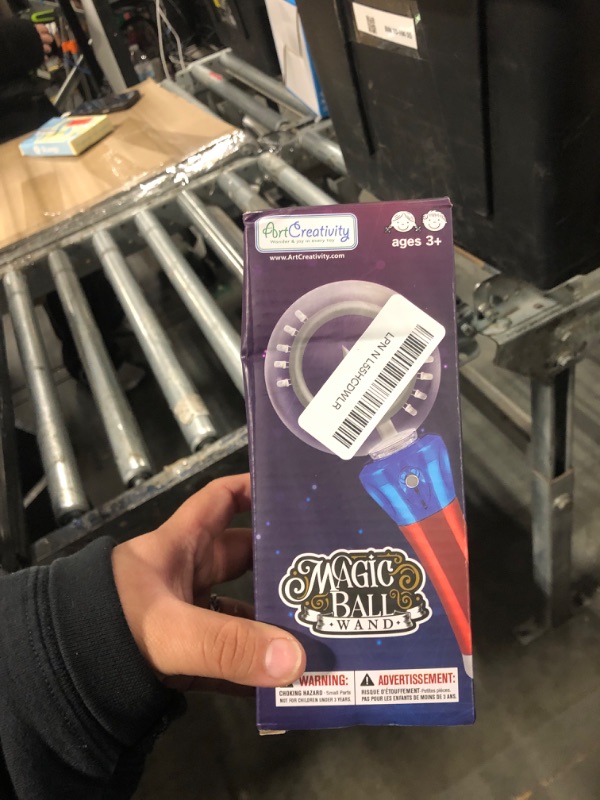 ArtCreativity
Wonder & joy in every toy
www.ArtCreativity.com
ages 3+
LPN N L55HCDWLR
MAGIC
BALL
• WAND •
WARNING:
CHOKING HAZARD - Small Parts
NOT FOR CHILDREN UNDER 3 YEARS.
ADVERTISSEMENT:
RISQUE D'ÉTOUFFEMENT Petites pièces.
PAS POUR LES ENFANTS DE MOINS DE 3 ANS.